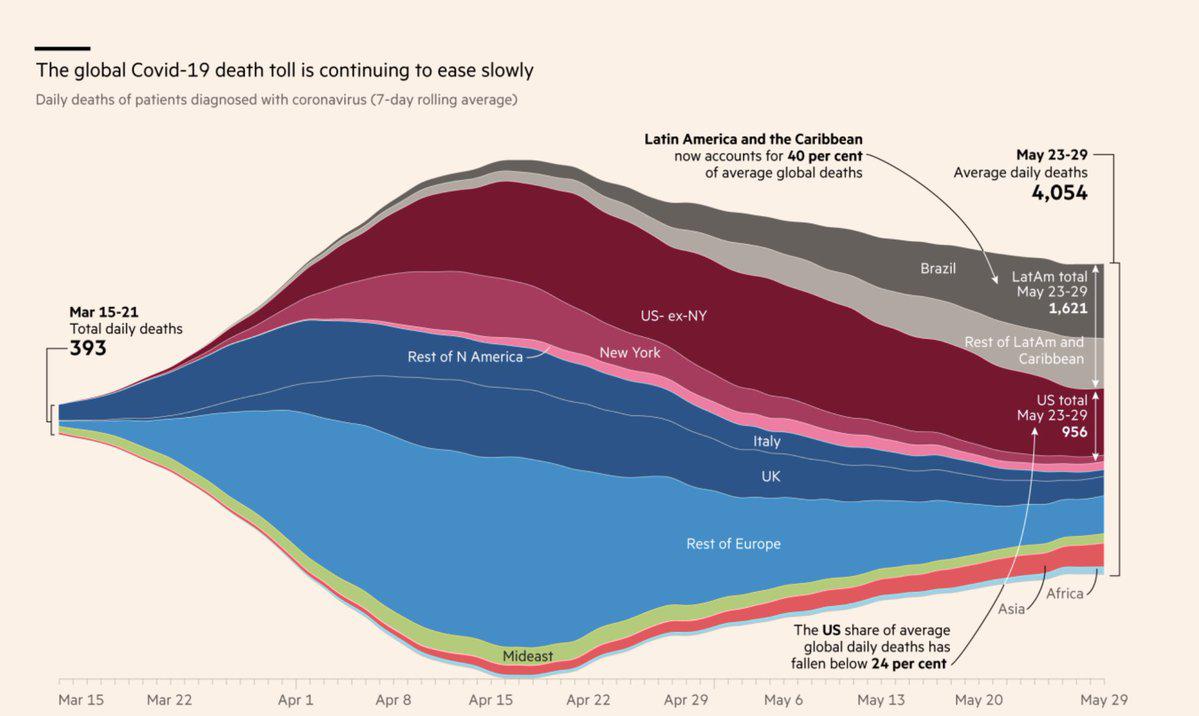 The global Covid-19 death toll is continuing to ease slowly
Daily deaths of patients diagnosed with coronavirus (7-day rolling average)
Latin America and the Caribbean
now accounts for 40 per cent
of average global deaths
May 23-29
Average daily deaths
4,054
Brazil
LatAm total
May 23-29
1,621
Mar 15-21
Total daily deaths
393
US- ex-NY
Rest of LatAm and
Caribbean
Rest of N America
New York
US total
May 23-29
956
Italy
UK
Rest of Europe
Africa
Asia
The US share of average
global daily deaths has
fallen below 24 per cent
Mideast
Mar 15
Mar 22
Apr 1
Apr 8
Apr 15
Apr 22
Apr 29
May 6
May 13
May 20
May 29